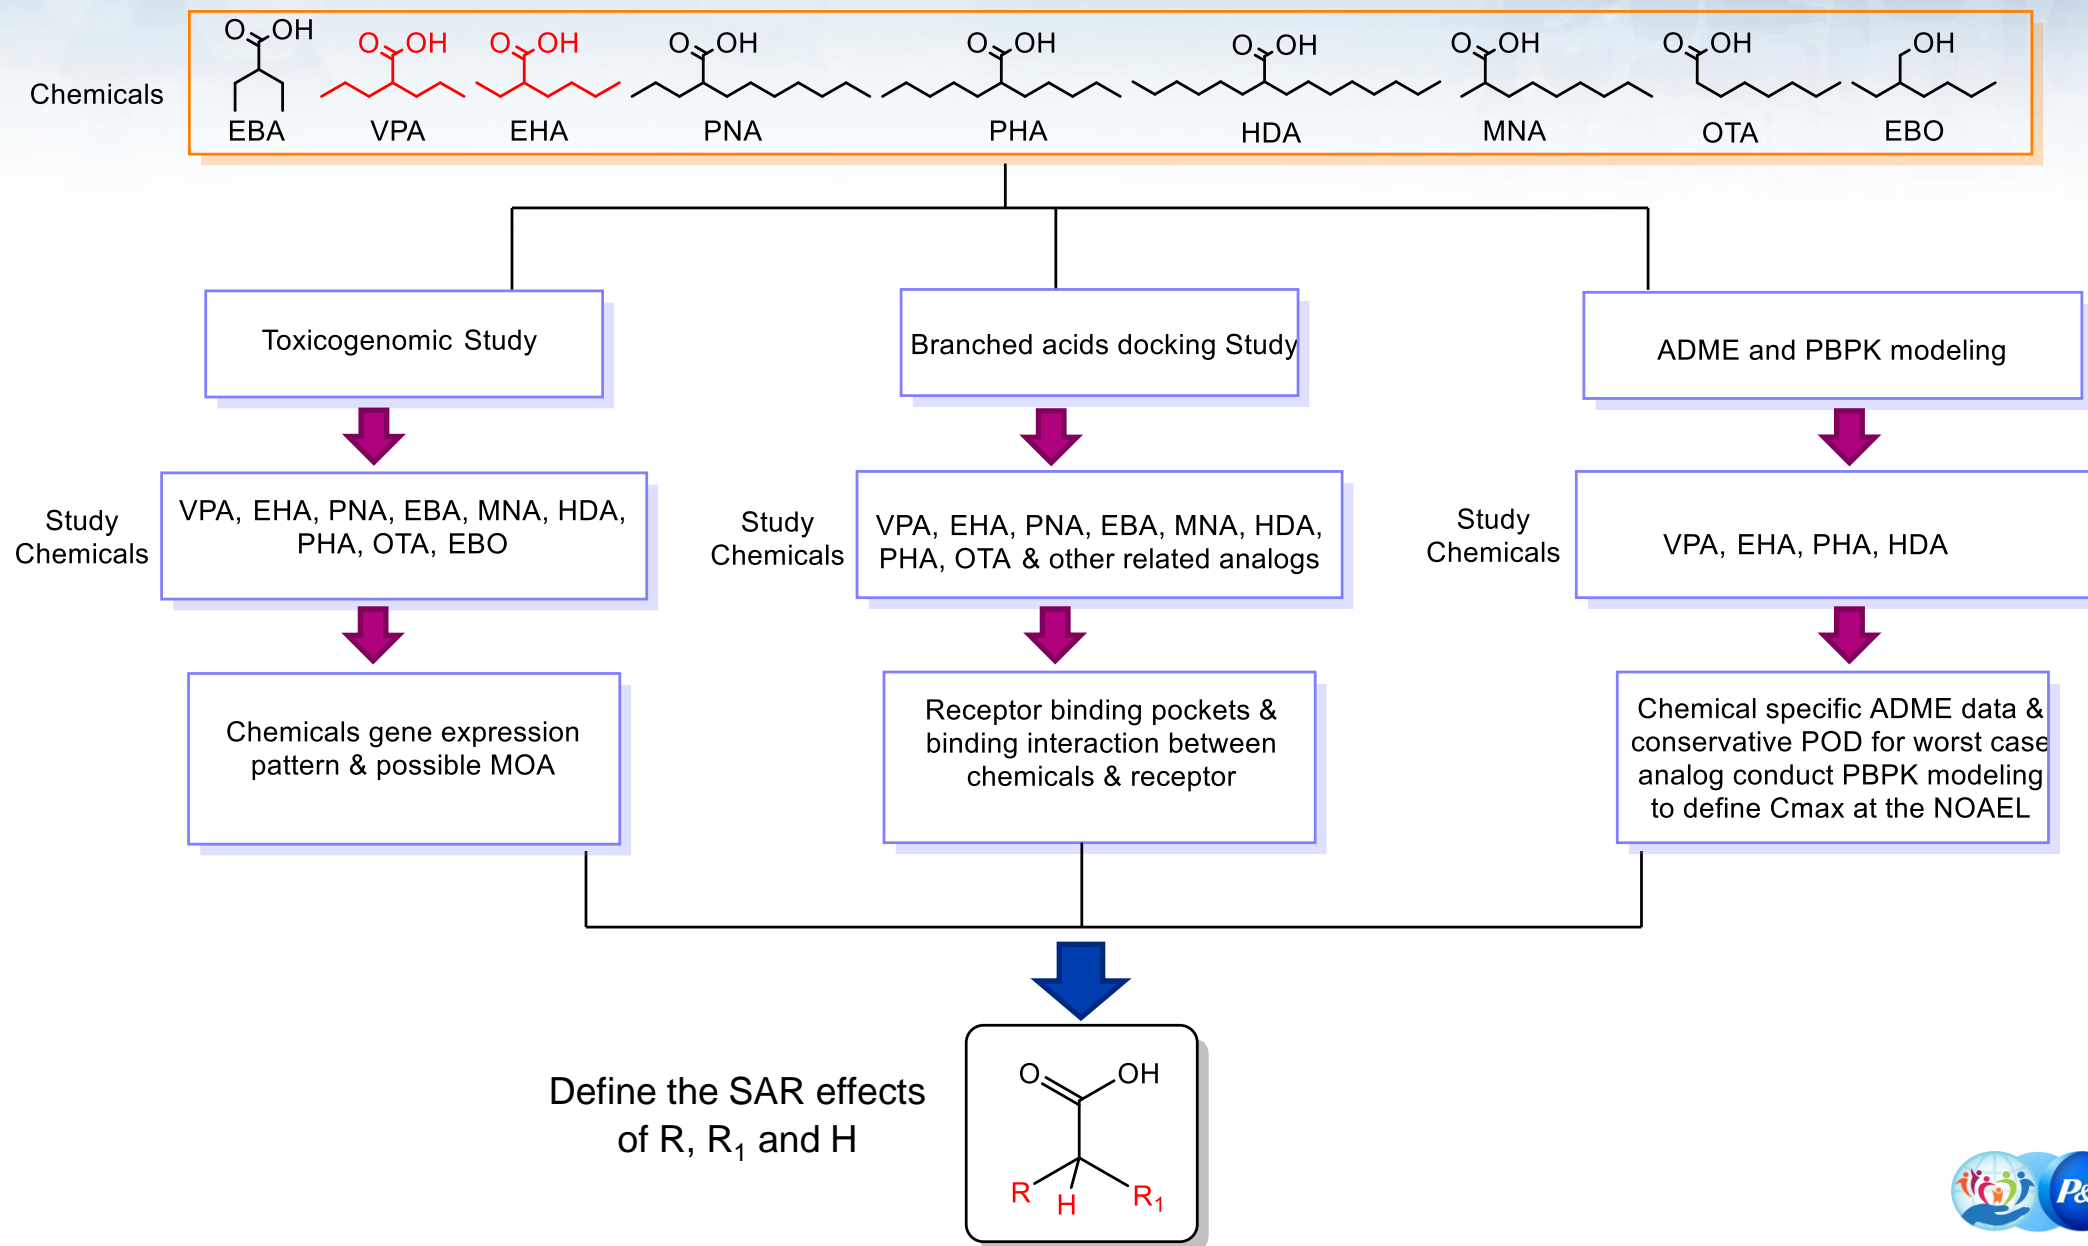 O OH O OH O OH O OH O OH O OH O OH O OH OH
Chemicals
EBA VPA EHA PNA PHA HDA MNA OTA EBO
Toxicogenomic Study
Branched acids docking Study
ADME and PBPK modeling
Study
Chemicals
VPA, EHA, PNA, EBA, MNA, HDA,
PHA, OTA, EBO
Study
Chemicals
VPA, EHA, PNA, EBA, MNA, HDA,
PHA, OTA & other related analogs
Study
Chemicals
VPA, EHA, PHA, HDA
Chemicals gene expression
pattern & possible MOA
Receptor binding pockets &
binding interaction between
chemicals & receptor
Chemical specific ADME data &
conservative POD for worst case
analog conduct PBPK modeling
to define Cmax at the NOAEL
Define the SAR effects
of R, R₁ and H
O OH
R H R₁
P&